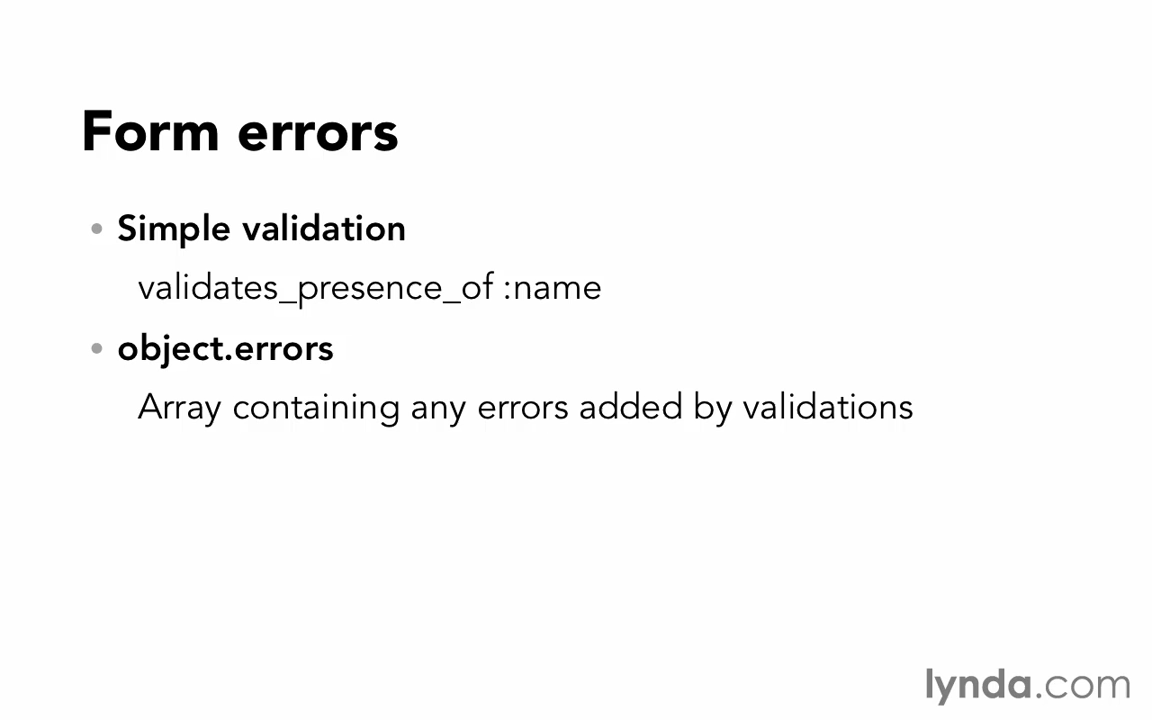 Form errors
• Simple validation
validates_presence_of :name
• object.errors
Array containing any errors added by validations
lynda.com